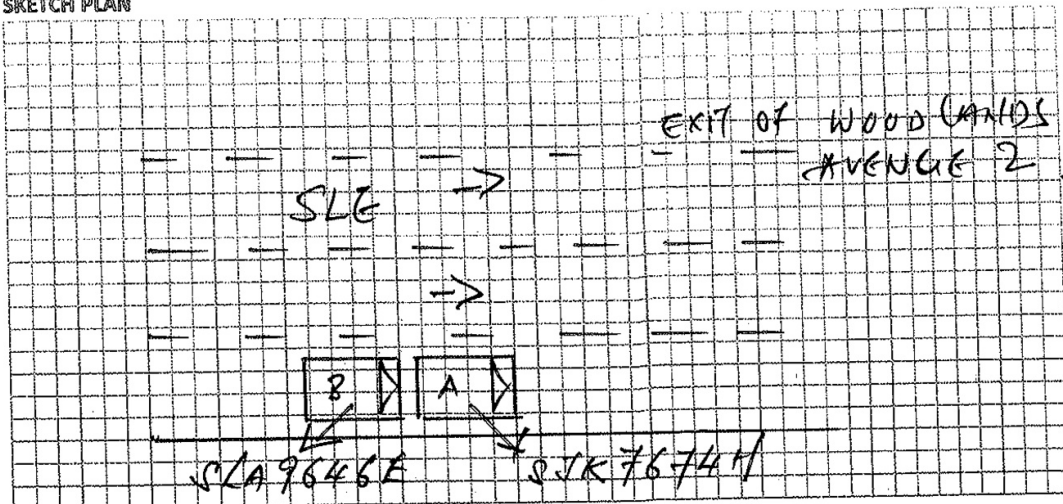 SKETCH PLAN
EXIT OF WOODLANDS
AVENUE 2
SLE
B A
SLA9646E SJK7674H